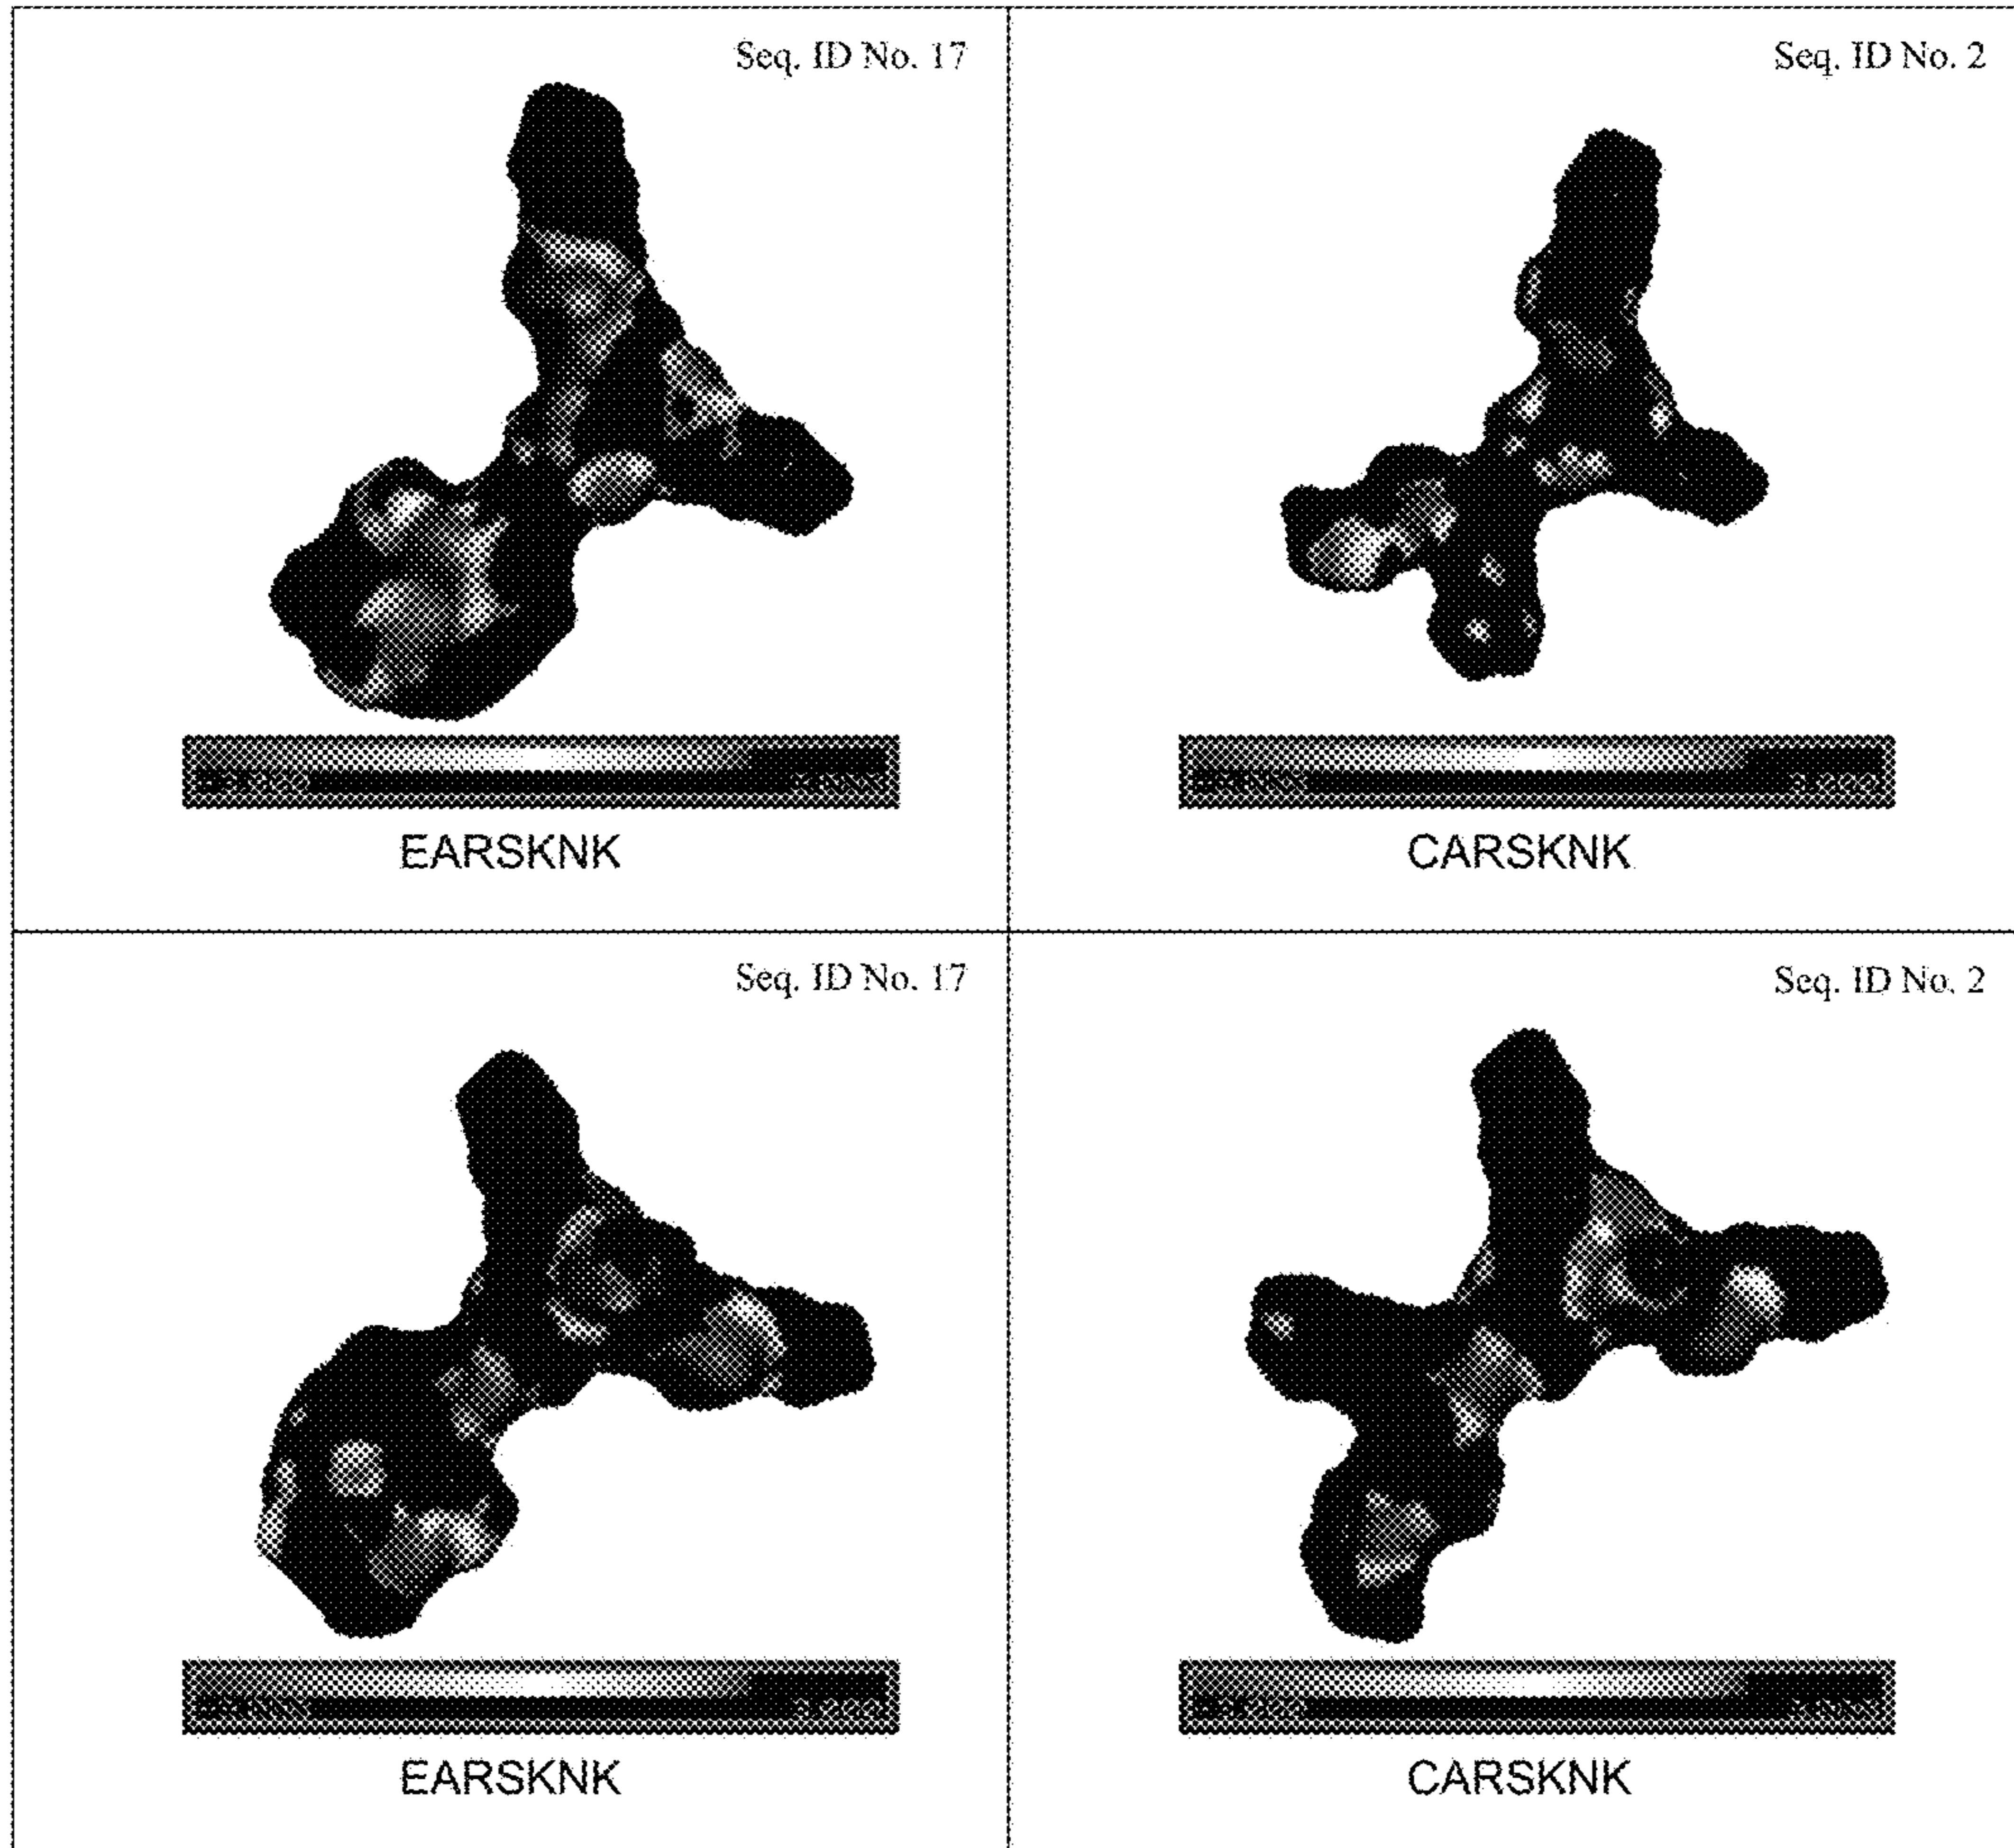 Seq. ID No. 17
Seq. ID No. 2
EARSKNK
CARSKNK
Seq. ID No. 17
Seq. ID No. 2
EARSKNK
CARSKNK